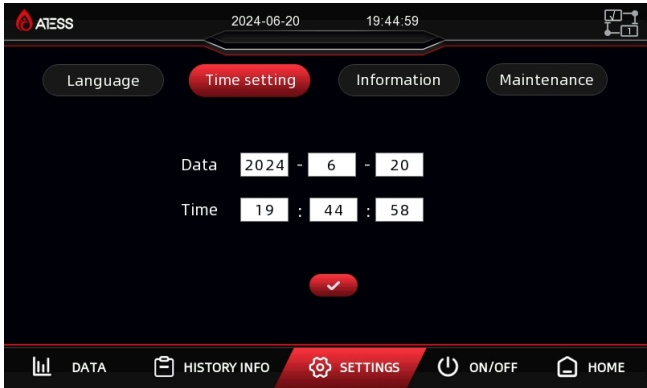 ATESS 2024-06-20 19:44:59 1
Language Time setting Information Maintenance
Data 2024 - 6 - 20
Time 19 : 44 : 58
DATA HISTORY INFO SETTINGS ON/OFF HOME